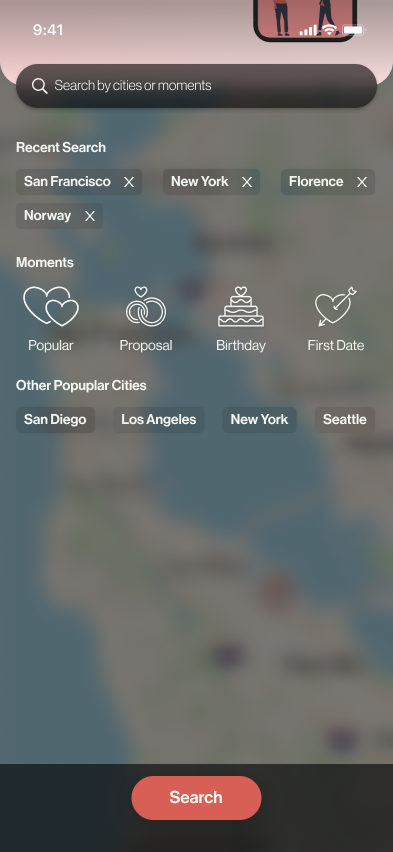 9:41
Search by cities or moments
Recent Search
San Francisco X New York X Florence X
Norway X
Moments
Popular Proposal Birthday First Date
Other Popuplar Cities
San Diego Los Angeles New York Seattle
Search